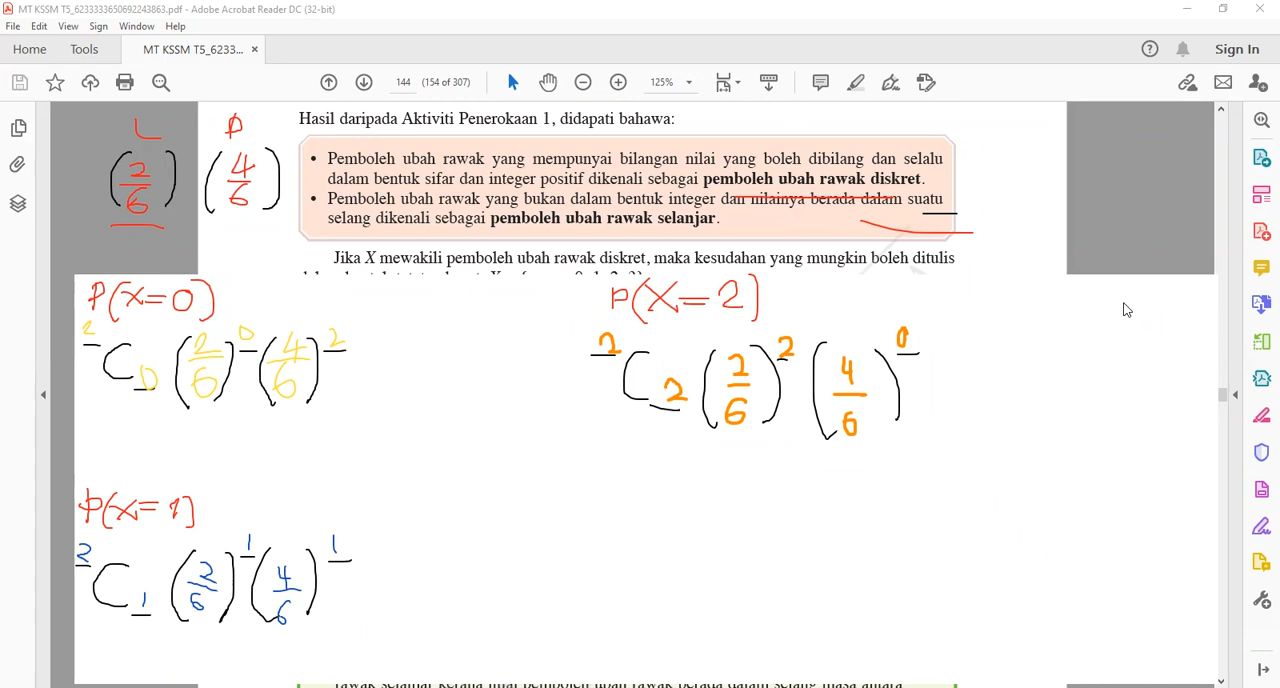 MT KSSM T5_6233333650692243863.pdf - Adobe Acrobat Reader DC (32-bit)
File Edit View Sign Window Help
Home Tools MT KSSM T5_6233... × Sign In
144 (154 of 307) 125%
Hasil daripada Aktiviti Penerokaan 1, didapati bahawa:
L P
(2/6) (4/6)
• Pemboleh ubah rawak yang mempunyai bilangan nilai yang boleh dibilang dan selalu
dalam bentuk sifar dan integer positif dikenali sebagai pemboleh ubah rawak diskret.
• Pemboleh ubah rawak yang bukan dalam bentuk integer dan nilainya berada dalam suatu
selang dikenali sebagai pemboleh ubah rawak selanjar.
Jika X mewakili pemboleh ubah rawak diskret, maka kesudahan yang mungkin boleh ditulis
P(X=0)
²C₀ (2/6)⁰ (4/6)²
P(X=2)
²C₂ (2/6)² (4/6)⁰
P(X=1)
²C₁ (2/6)¹ (4/6)¹